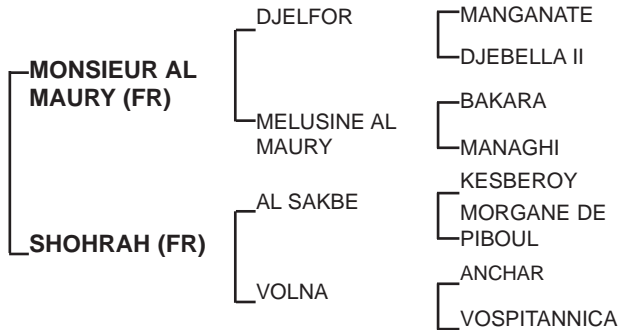 DJELFOR
MANGANATE
DJEBELLA II
MONSIEUR AL
MAURY (FR)
MELUSINE AL
MAURY
BAKARA
MANAGHI
SHOHRAH (FR)
AL SAKBE
KESBEROY
MORGANE DE
PIBOUL
VOLNA
ANCHAR
VOSPITANNICA